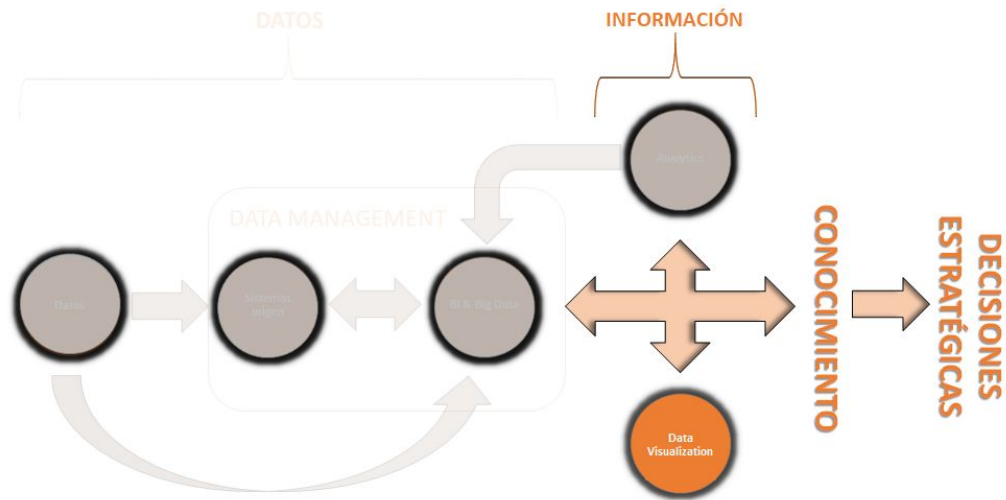 DATOS
INFORMACIÓN
Analytics
DATA MANAGEMENT
Datos
Sistemas
origen
BI & Big Data
CONOCIMIENTO
DECISIONES
ESTRATÉGICAS
Data
Visualization